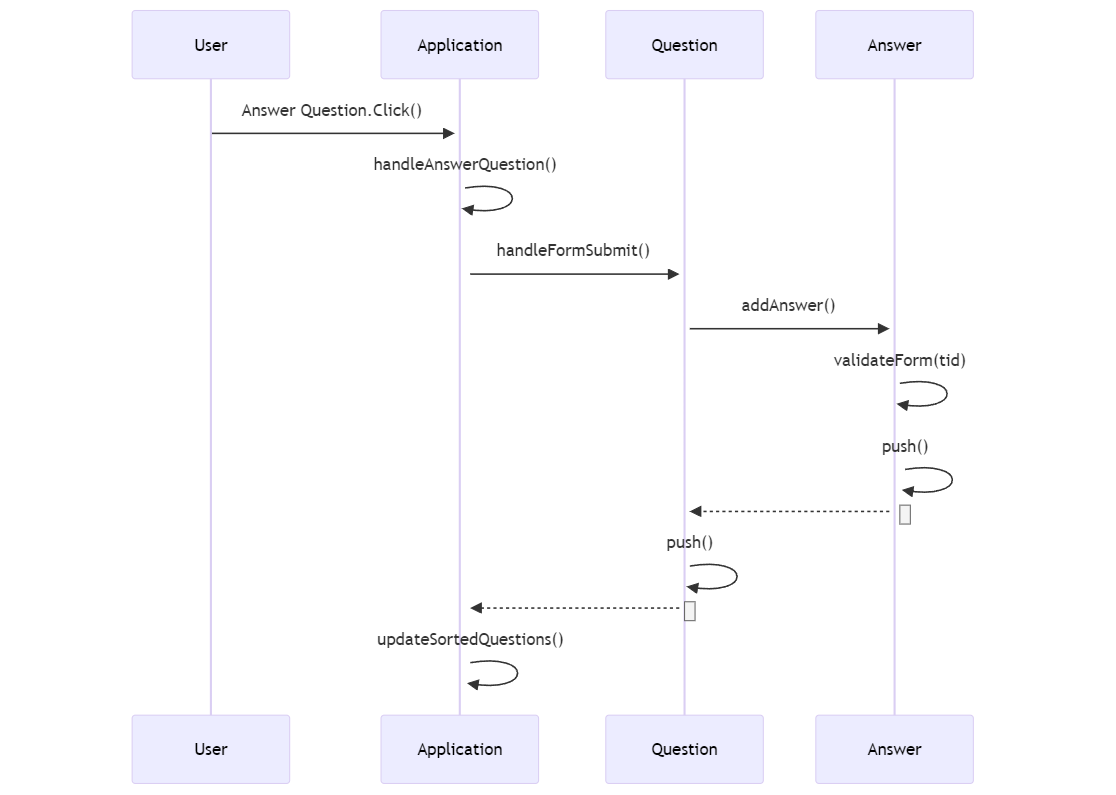 User
Application
Question
Answer
Answer Question.Click()
handleAnswerQuestion()
handleFormSubmit()
addAnswer()
validateForm(tid)
push()
push()
updateSortedQuestions()
User
Application
Question
Answer